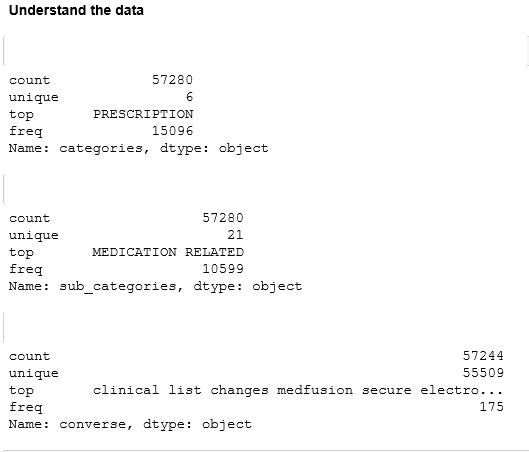 Understand the data
count 57280
unique 6
top PRESCRIPTION
freq 15096
Name: categories, dtype: object
count 57280
unique 21
top MEDICATION RELATED
freq 10599
Name: sub_categories, dtype: object
count 57244
unique 55509
top clinical list changes medfusion secure electro...
freq 175
Name: converse, dtype: object